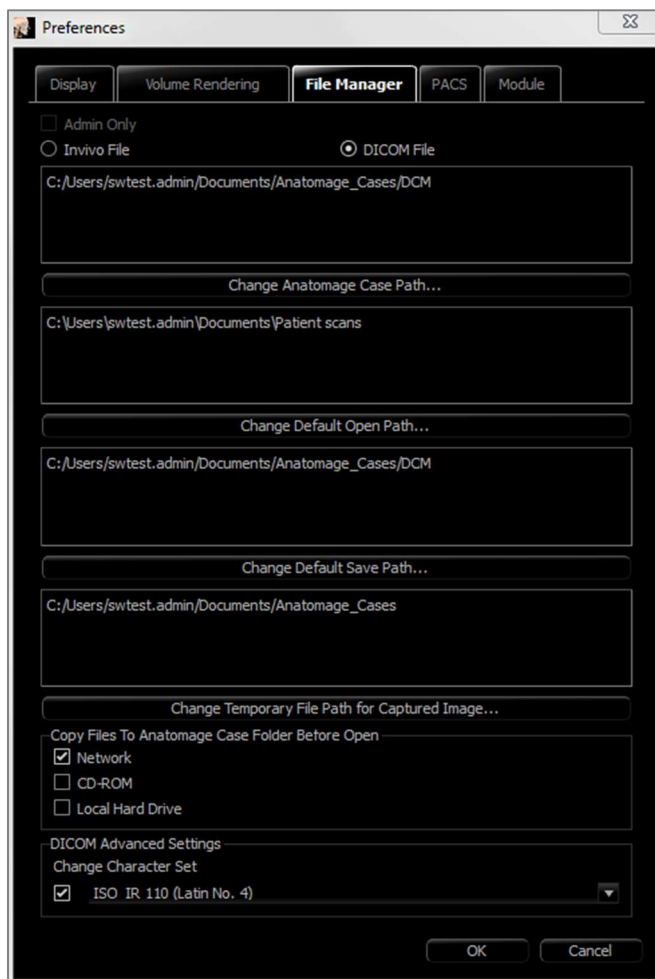 Preferences
Display Volume Rendering File Manager PACS Module
Admin Only
Invivo File DICOM File
C:/Users/swtest.admin/Documents/Anatomage_Cases/DCM
Change Anatomage Case Path...
C:\Users\swtest.admin\Documents\Patient scans
Change Default Open Path...
C:/Users/swtest.admin/Documents/Anatomage_Cases/DCM
Change Default Save Path...
C:/Users/swtest.admin/Documents/Anatomage_Cases
Change Temporary File Path for Captured Image...
Copy Files To Anatomage Case Folder Before Open
Network
CD-ROM
Local Hard Drive
DICOM Advanced Settings
Change Character Set
ISO IR 110 (Latin No. 4)
OK Cancel